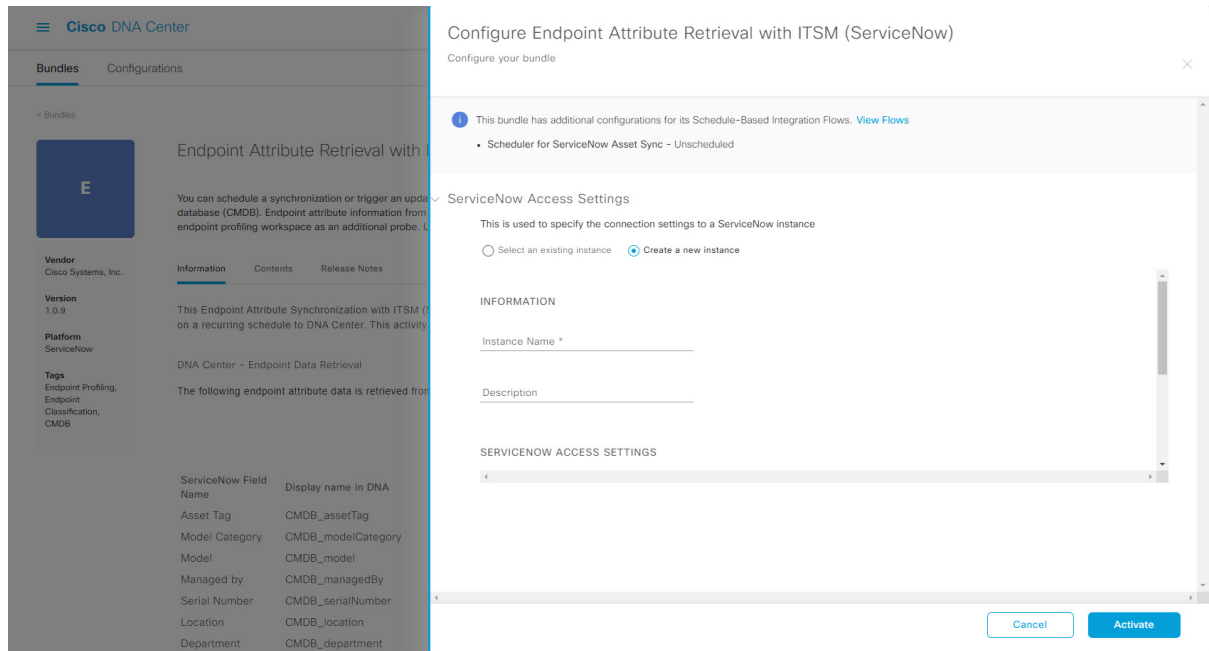 Cisco DNA Center
Bundles Configurations
< Bundles
E
Vendor
Cisco Systems, Inc.
Version
1.0.9
Platform
ServiceNow
Tags
Endpoint Profiling,
Endpoint
Classification,
CMDB
Endpoint Attribute Retrieval with
You can schedule a synchronization or trigger an upda
database (CMDB). Endpoint attribute information from
endpoint profiling workspace as an additional probe.
Information Contents Release Notes
This Endpoint Attribute Synchronization with ITSM
on a recurring schedule to DNA Center. This activity
DNA Center - Endpoint Data Retrieval
The following endpoint attribute data is retrieved from
ServiceNow Field
Name
Display name in DNA
Asset Tag CMDB_assetTag
Model Category CMDB_modelCategory
Model CMDB_model
Managed by CMDB_managedBy
Serial Number CMDB_serialNumber
Location CMDB_location
Department CMDB_department
Configure Endpoint Attribute Retrieval with ITSM (ServiceNow)
Configure your bundle
This bundle has additional configurations for its Schedule-Based Integration Flows. View Flows
• Scheduler for ServiceNow Asset Sync - Unscheduled
ServiceNow Access Settings
This is used to specify the connection settings to a ServiceNow instance
Select an existing instance Create a new instance
INFORMATION
Instance Name *
Description
SERVICENOW ACCESS SETTINGS
Cancel Activate